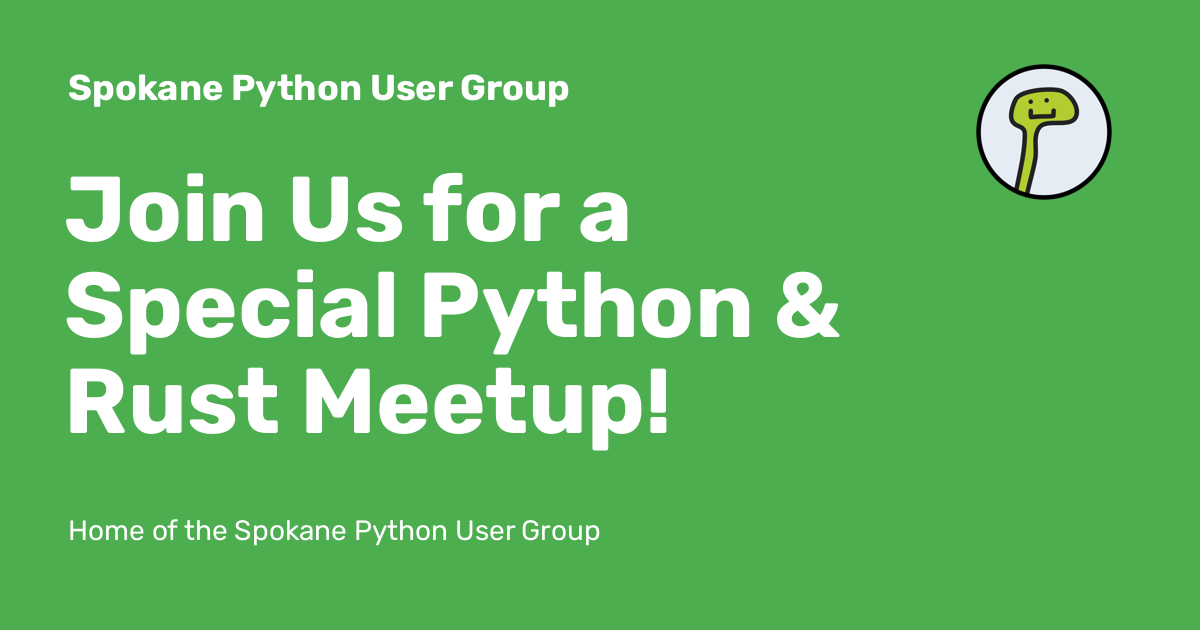 Spokane Python User Group
Join Us for a
Special Python &
Rust Meetup!
Home of the Spokane Python User Group